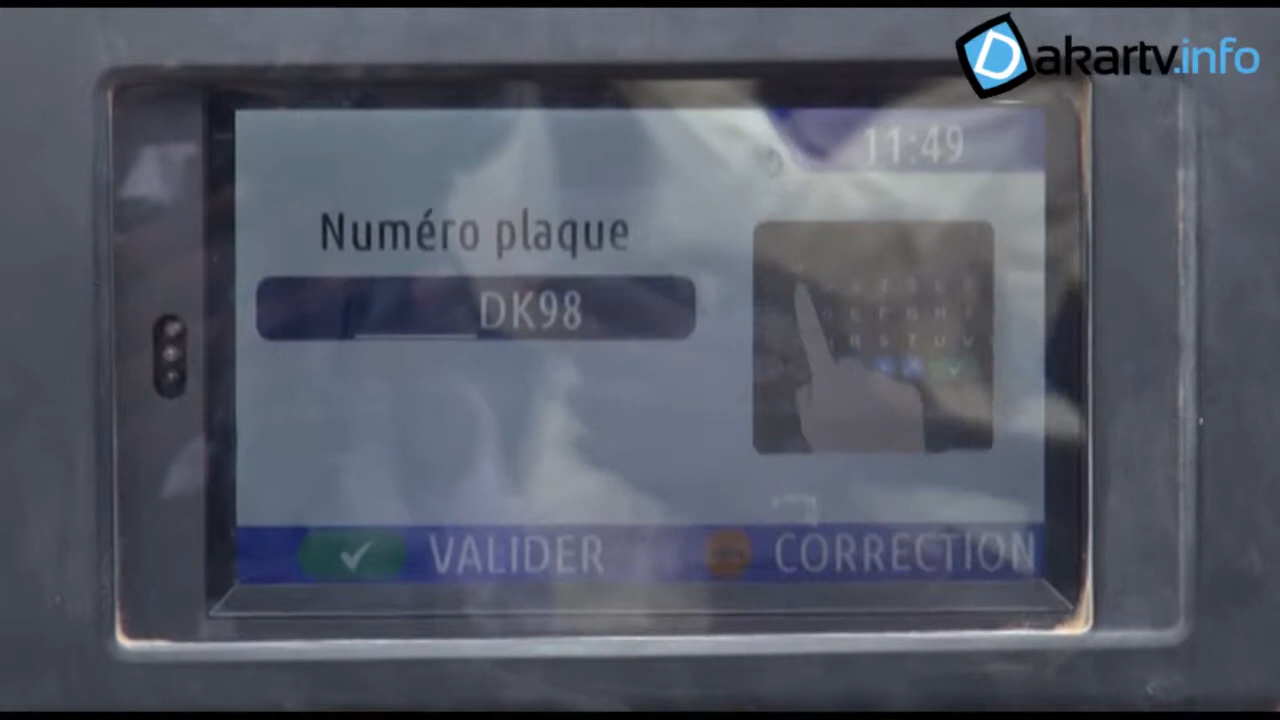 Dakartv.info
11:49
Numéro plaque
DK98
VALIDER CORRECTION